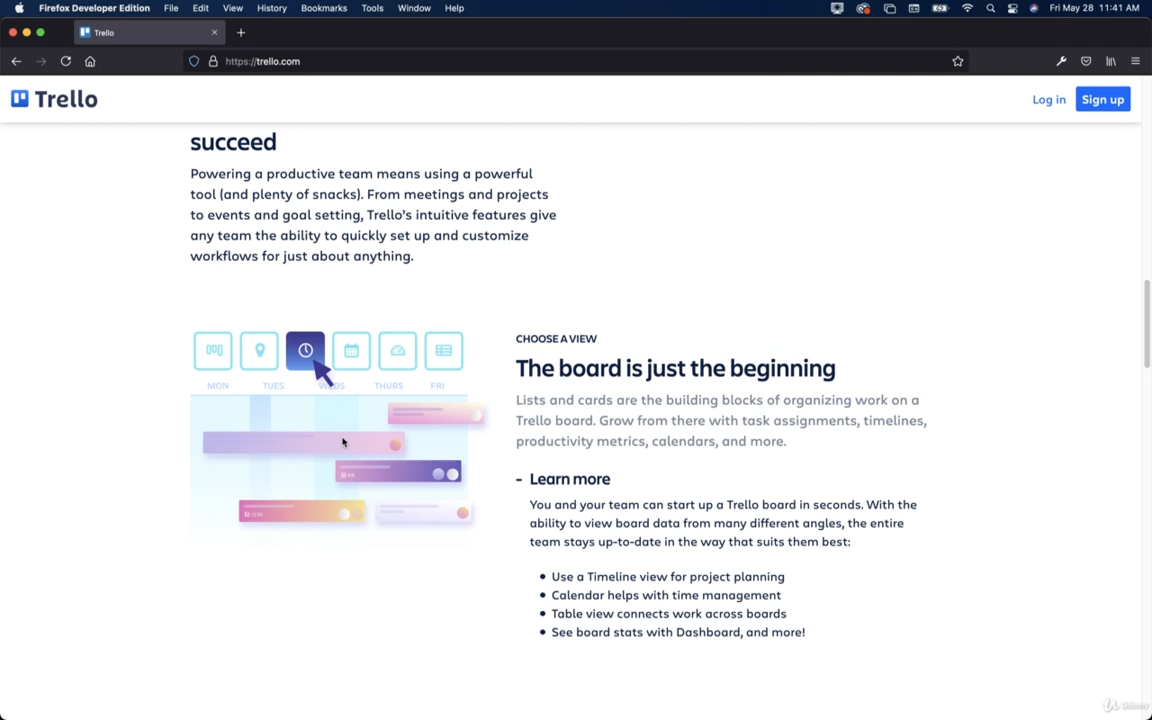 Firefox Developer Edition File Edit View History Bookmarks Tools Window Help Fri May 28 11:41 AM
Trello
https://trello.com
Trello Log in Sign up
succeed
Powering a productive team means using a powerful
tool (and plenty of snacks). From meetings and projects
to events and goal setting, Trello’s intuitive features give
any team the ability to quickly set up and customize
workflows for just about anything.
MON TUES WEDS THURS FRI
CHOOSE A VIEW
The board is just the beginning
Lists and cards are the building blocks of organizing work on a
Trello board. Grow from there with task assignments, timelines,
productivity metrics, calendars, and more.
- Learn more
You and your team can start up a Trello board in seconds. With the
ability to view board data from many different angles, the entire
team stays up-to-date in the way that suits them best:
• Use a Timeline view for project planning
• Calendar helps with time management
• Table view connects work across boards
• See board stats with Dashboard, and more!
Udemy